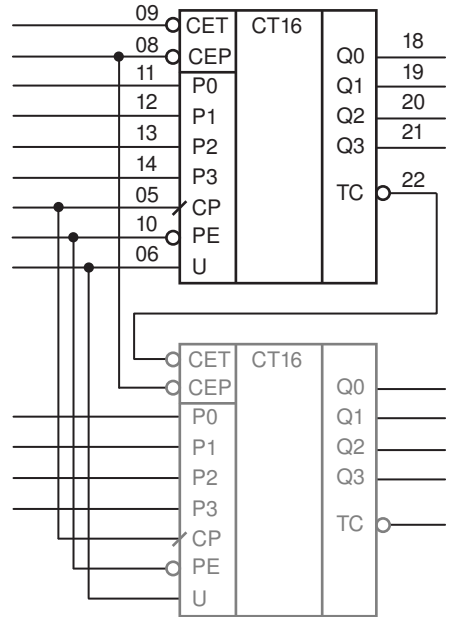 09 CET CT16
08 CEP Q0 18
11 P0 Q1 19
12 P1 Q2 20
13 P2 Q3 21
14 P3 TC 22
05 CP
10 PE
06 U
CET CT16
CEP Q0
P0 Q1
P1 Q2
P2 Q3
P3 TC
CP
PE
U